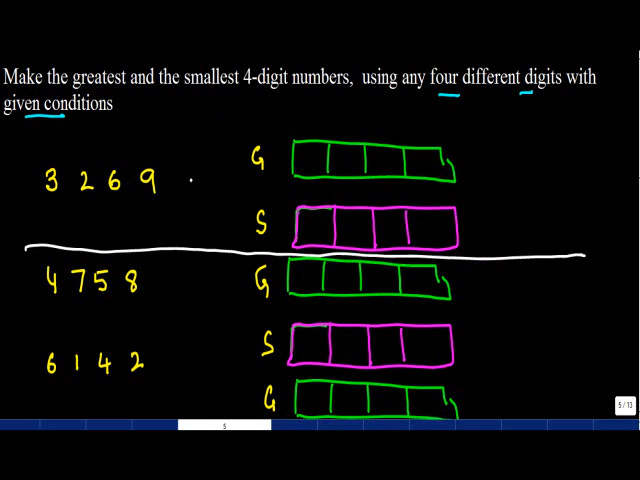 Make the greatest and the smallest 4-digit numbers, using any four different digits with
given conditions
G
3 2 6 9
S
4 7 5 8 G
S
6 1 4 2
G
5 5 / 13